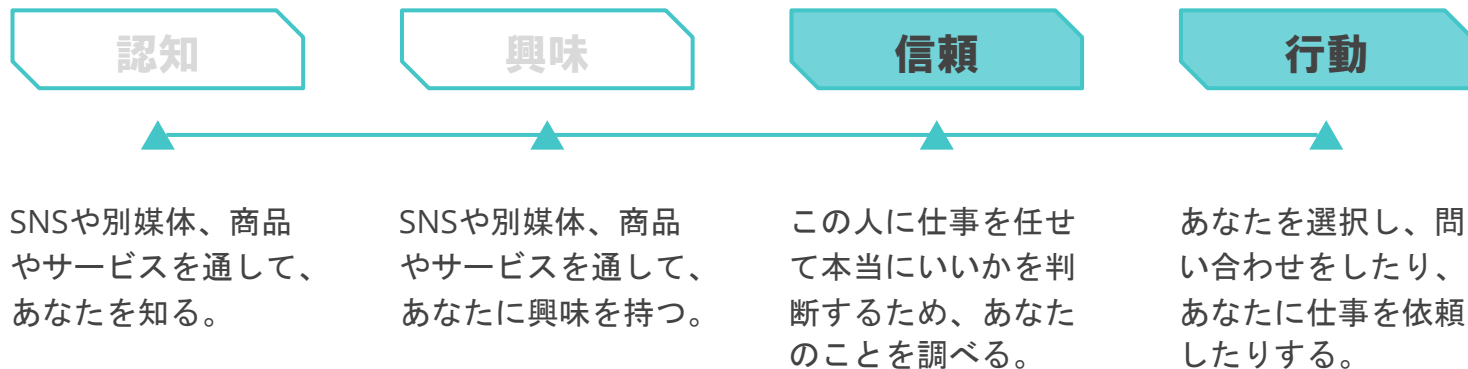 認知
興味
信頼
行動
SNSや別媒体、商品
やサービスを通して、
あなたを知る。
SNSや別媒体、商品
やサービスを通して、
あなたに興味を持つ。
この人に仕事を任せ
て本当にいいかを判
断するため、あなた
のことを調べる。
あなたを選択し、問
い合わせをしたり、
あなたに仕事を依頼
したりする。